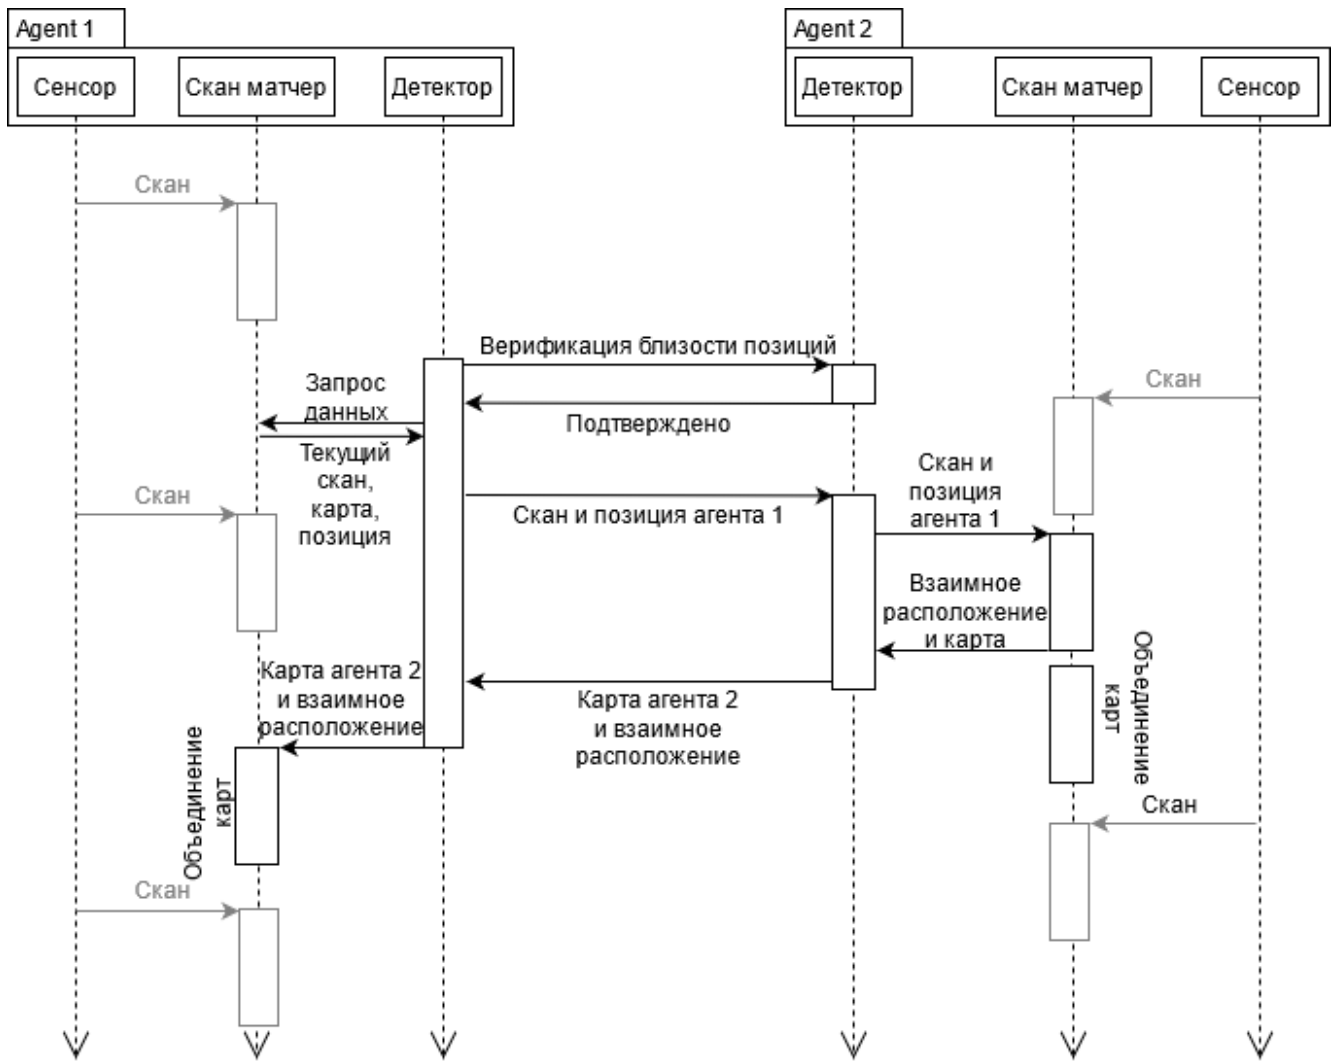 Agent 1
Agent 2
Сенсор
Скан матчер
Детектор
Детектор
Скан матчер
Сенсор
Скан
Верификация близости позиций
Запрос
данных
Подтверждено
Скан
Текущий
скан,
карта,
позиция
Скан
Скан и позиция агента 1
Скан и
позиция
агента 1
Взаимное
расположение
и карта
Объединение
карт
Карта агента 2
и взаимное
расположение
Карта агента 2
и взаимное
расположение
Объединение
карт
Скан
Скан